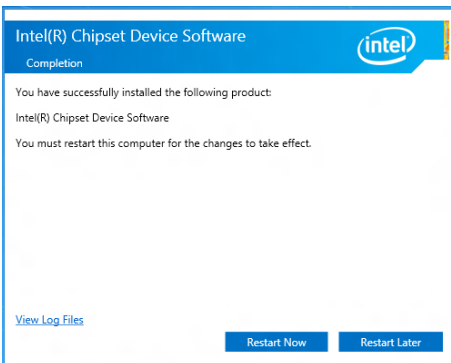 Intel(R) Chipset Device Software
intel
Completion
You have successfully installed the following product:
Intel(R) Chipset Device Software
You must restart this computer for the changes to take effect.
View Log Files
Restart Now
Restart Later